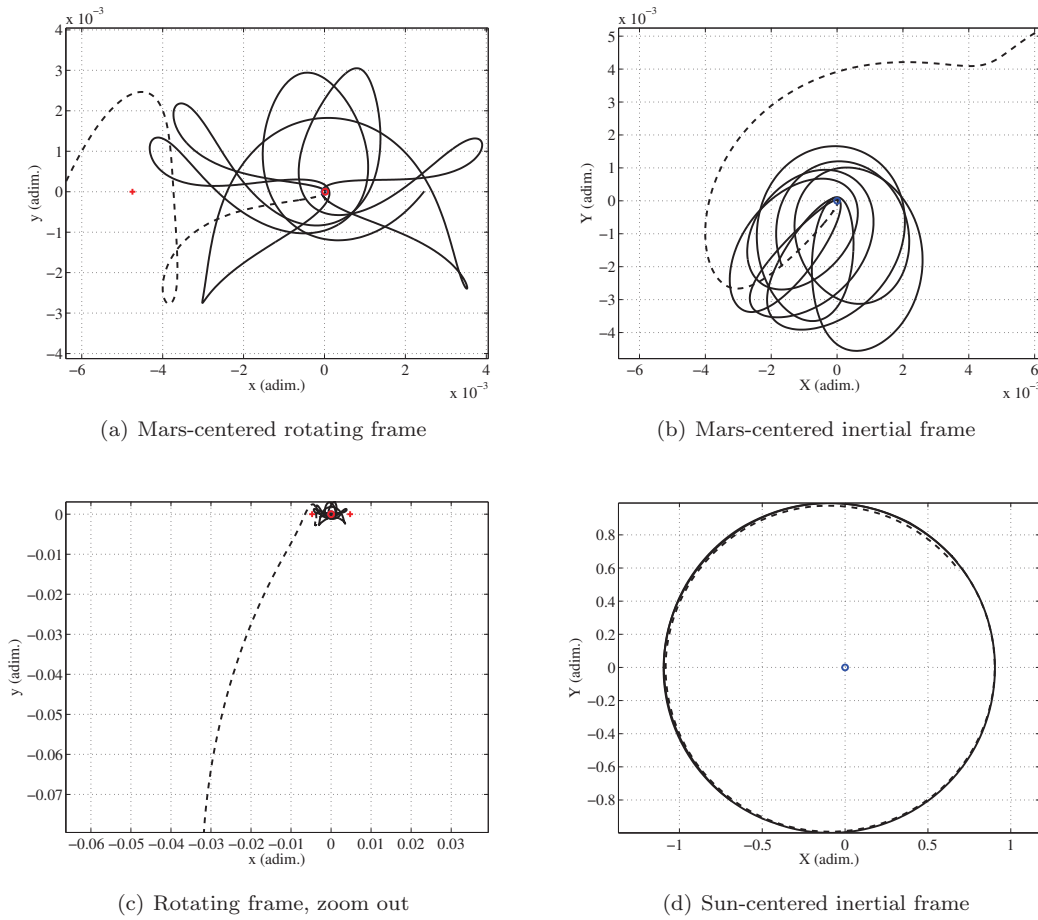 x 10⁻³
4
3
2
1
0
−1
−2
−3
−4
y (adim.)
−6 −4 −2 0 2 4
x (adim.)
x 10⁻³
(a) Mars-centered rotating frame
x 10⁻³
5
4
3
2
1
0
−1
−2
−3
−4
Y (adim.)
−6 −4 −2 0 2 4 6
X (adim.)
x 10⁻³
(b) Mars-centered inertial frame
0
−0.01
−0.02
−0.03
−0.04
−0.05
−0.06
−0.07
y (adim.)
−0.06 −0.05 −0.04 −0.03 −0.02 −0.01 0 0.01 0.02 0.03
x (adim.)
(c) Rotating frame, zoom out
0.8
0.6
0.4
0.2
0
−0.2
−0.4
−0.6
−0.8
Y (adim.)
−1 −0.5 0 0.5 1
X (adim.)
(d) Sun-centered inertial frame